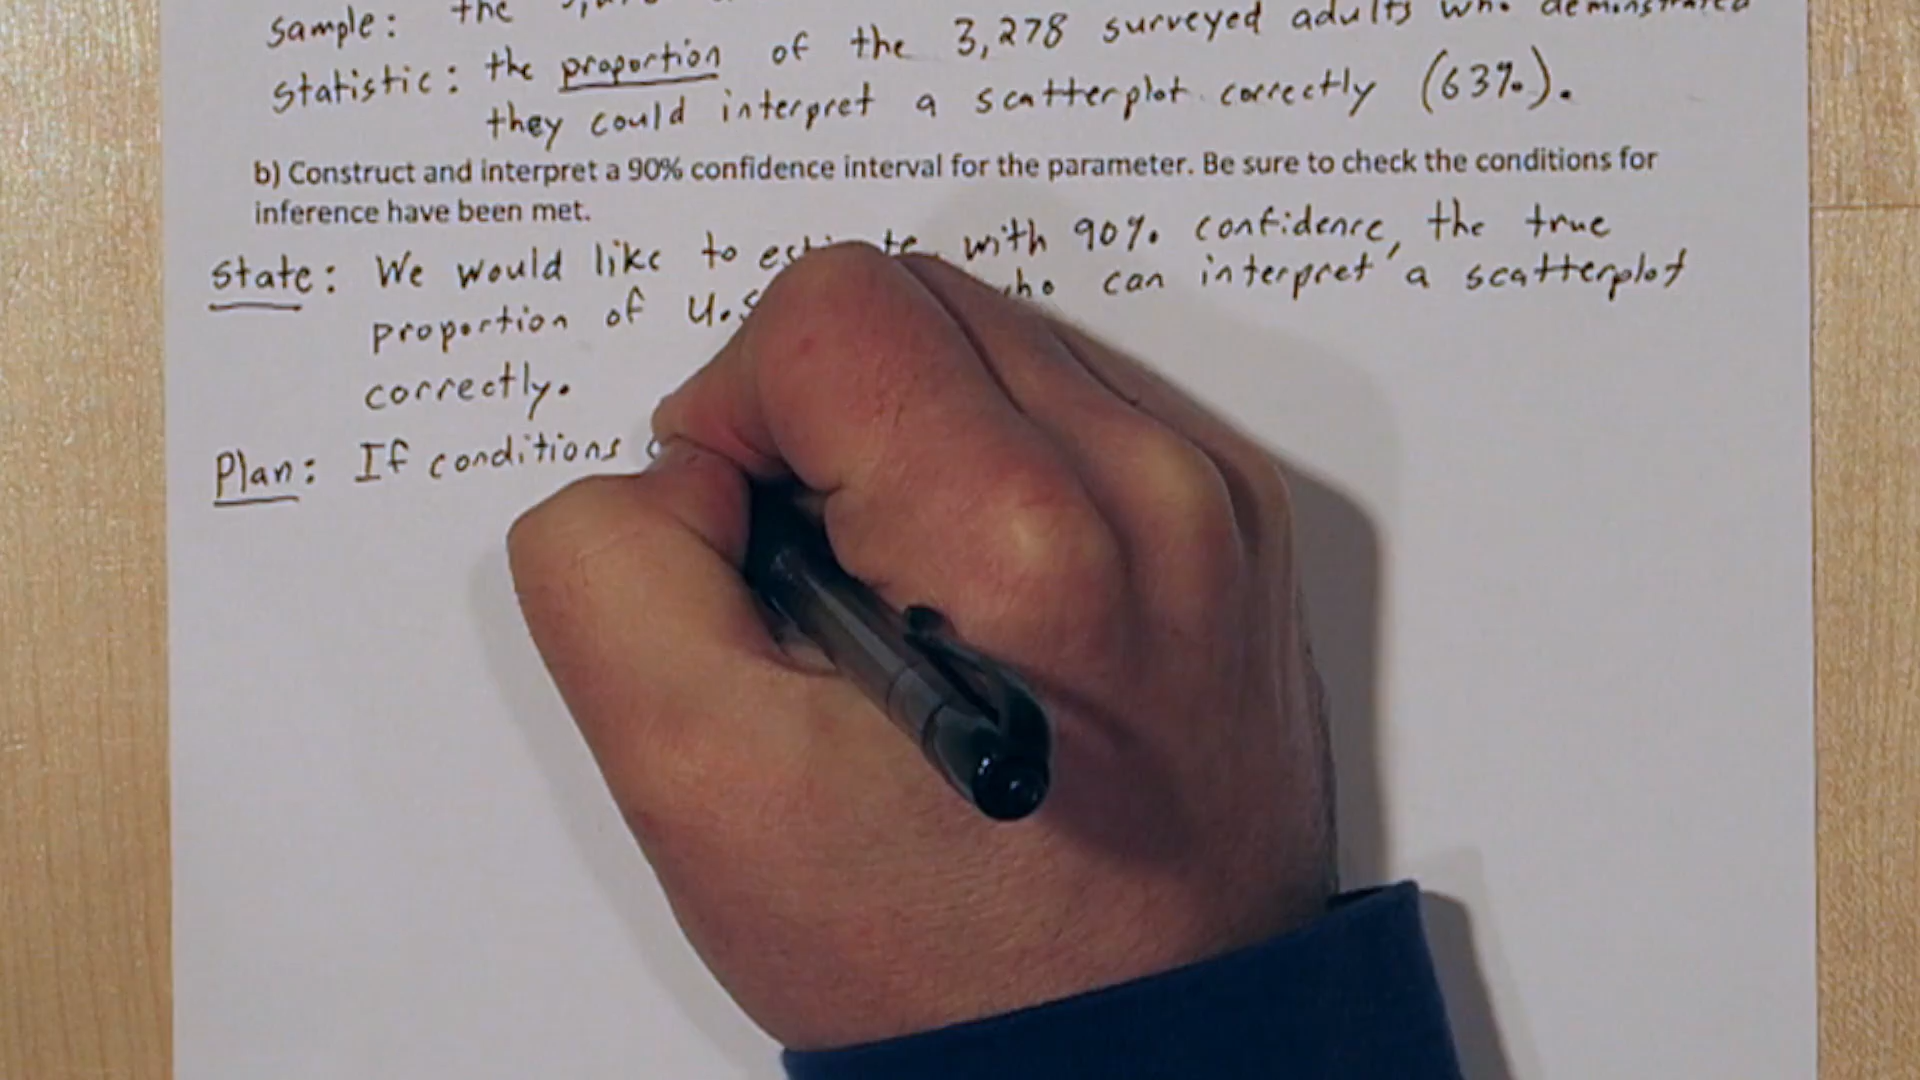 sample: the
statistic: the proportion of the 3,278 surveyed adults who demonstrated
they could interpret a scatterplot correctly (63%).
b) Construct and interpret a 90% confidence interval for the parameter. Be sure to check the conditions for
inference have been met.
State: We would like to with 90% confidence, the true
proportion of can interpret a scatterplot
correctly.
Plan: If conditions